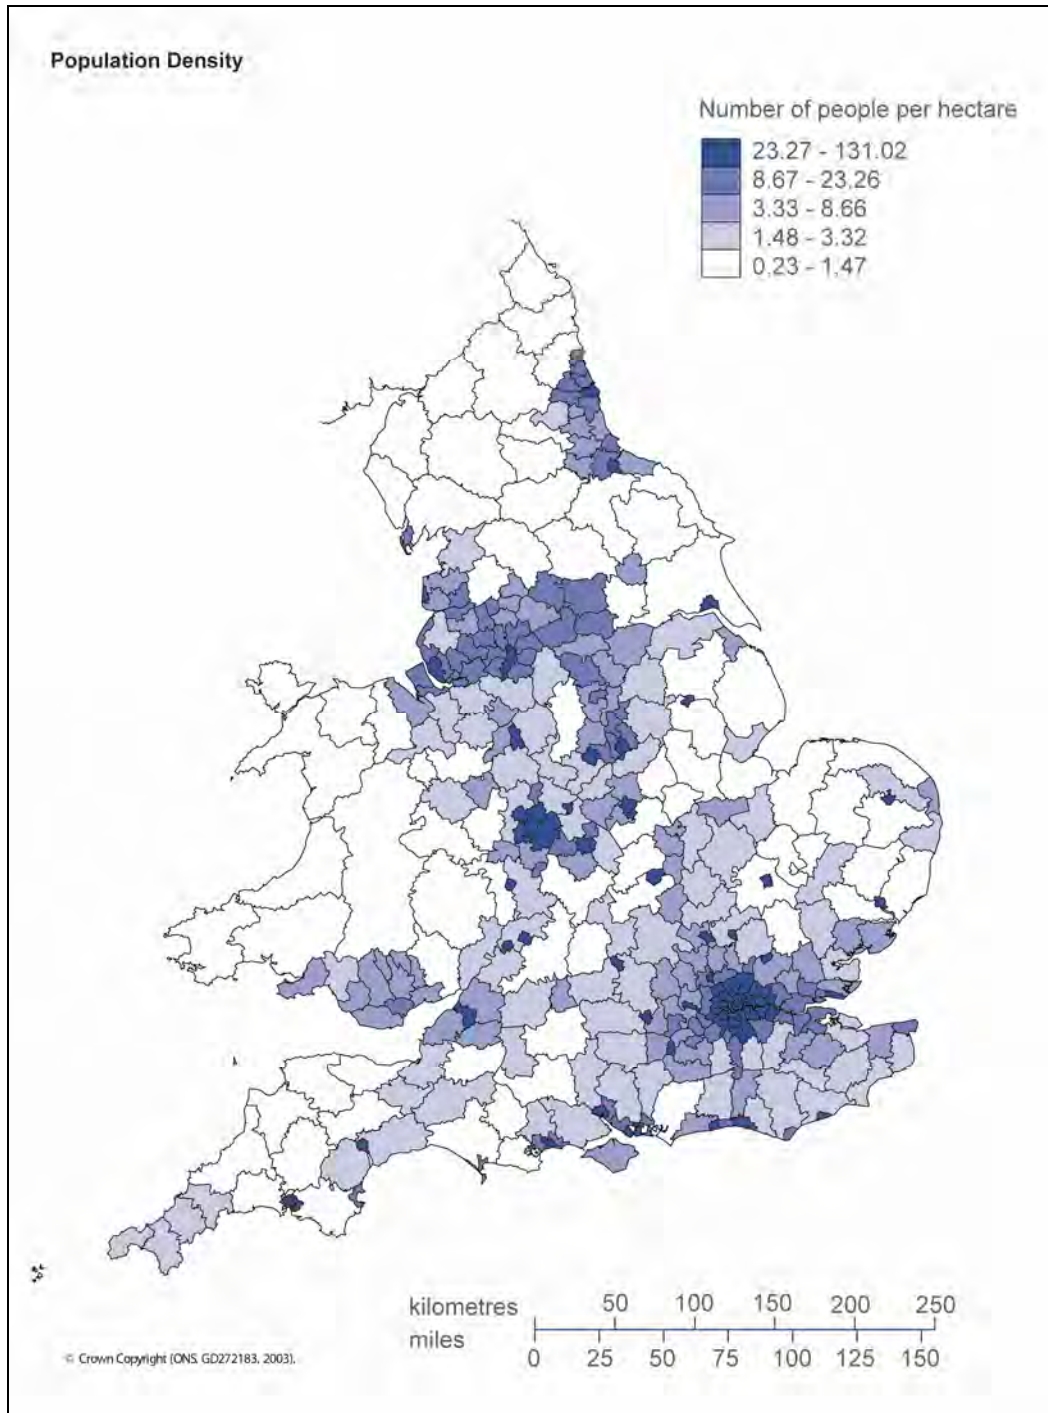 Population Density
Number of people per hectare
23.27 - 131.02
8.67 - 23.26
3.33 - 8.66
1.48 - 3.32
0.23 - 1.47
kilometres 50 100 150 200 250
miles
0 25 50 75 100 125 150
© Crown Copyright (ONS. GD272183, 2003).